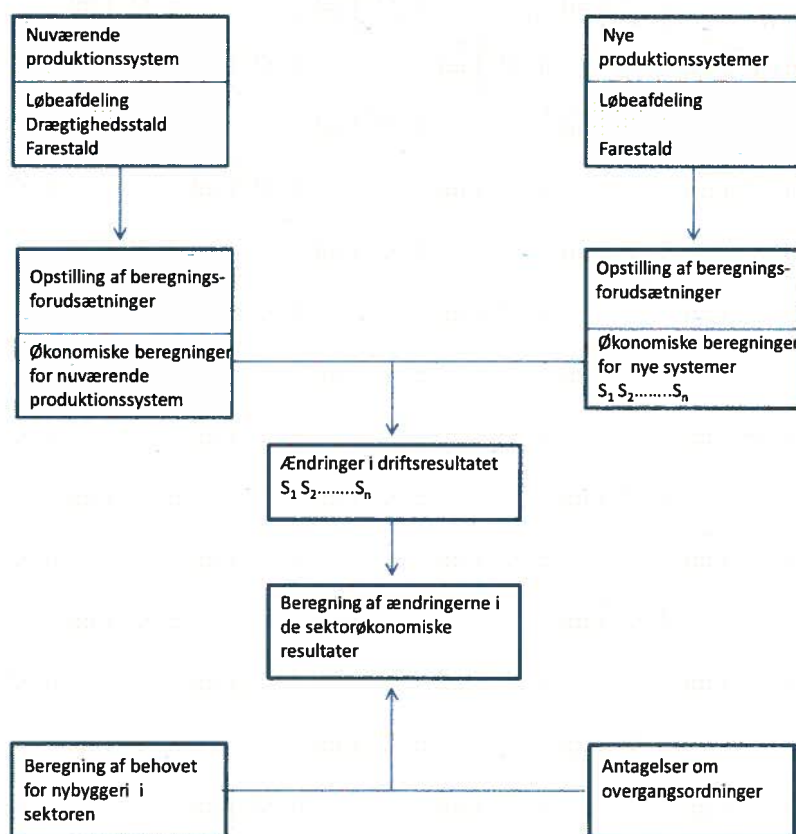 Nuværende
produktionssystem
Løbeafdeling
Drægtighedsstald
Farestald
Nye
produktionssystemer
Løbeafdeling
Farestald
Opstilling af beregnings-
forudsætninger
Økonomiske beregninger
for nuværende
produktionssystem
Opstilling af beregnings-
forudsætninger
Økonomiske beregninger
for nye systemer
S₁ S₂........Sₙ
Ændringer i driftsresultatet
S₁ S₂........Sₙ
Beregning af ændringerne i
de sektorøkonomiske
resultater
Beregning af behovet
for nybyggeri i
sektoren
Antagelser om
overgangsordninger